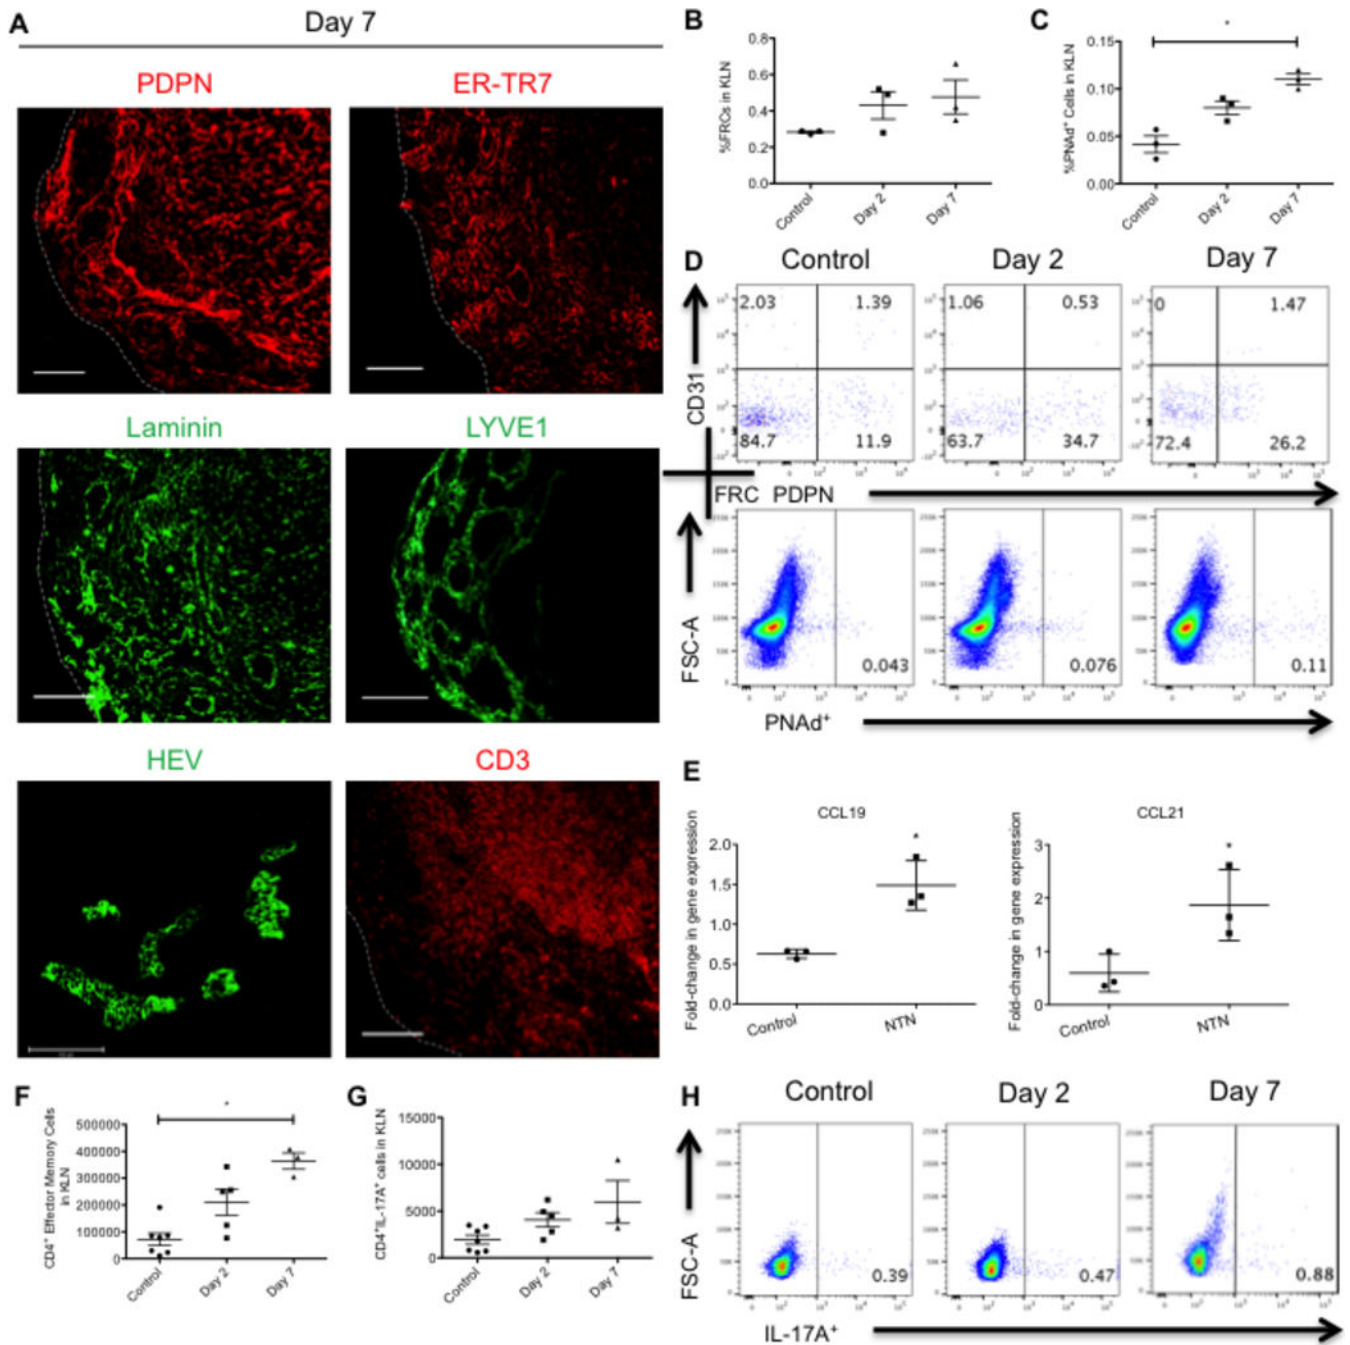 A
Day 7
PDPN
ER-TR7
Laminin
LYVE1
HEV
CD3
B
%FRCs in KLN
0.8
0.6
0.4
0.2
0.0
Control
Day 2
Day 7
C
%PNAd⁺ Cells in KLN
*
0.15
0.10
0.05
0.00
Control
Day 2
Day 7
D
Control
Day 2
Day 7
CD31
2.03
1.39
84.7
11.9
1.06
0.53
63.7
34.7
0
1.47
72.4
26.2
FRC PDPN
FSC-A
0.043
0.076
0.11
PNAd⁺
E
CCL19
Fold-change in gene expression
2.0
1.5
1.0
0.5
0.0
*
Control
NTN
CCL21
Fold-change in gene expression
3
2
1
0
*
Control
NTN
F
CD4⁺ Effector Memory Cells
in KLN
*
500000
400000
300000
200000
100000
0
Control
Day 2
Day 7
G
CD4⁺IL-17A⁺ cells in KLN
15000
10000
5000
0
Control
Day 2
Day 7
H
Control
Day 2
Day 7
FSC-A
0.39
0.47
0.88
IL-17A⁺